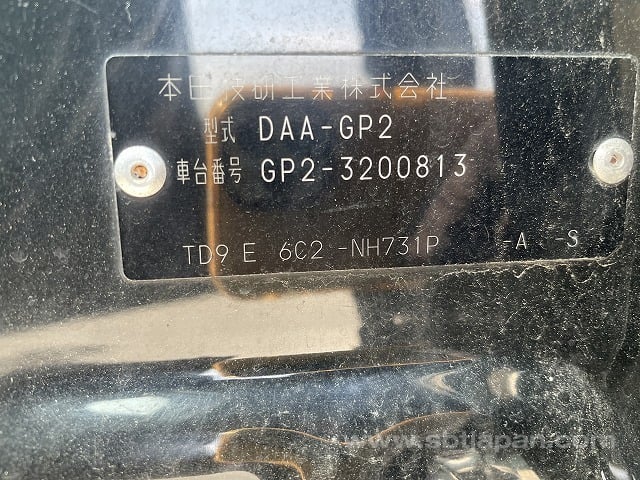 本田技研工業株式会社
型式 DAA-GP2
車台番号 GP2-3200813
TD9 E 6C2 -NH731P -A -S
www.sbtjapan.com